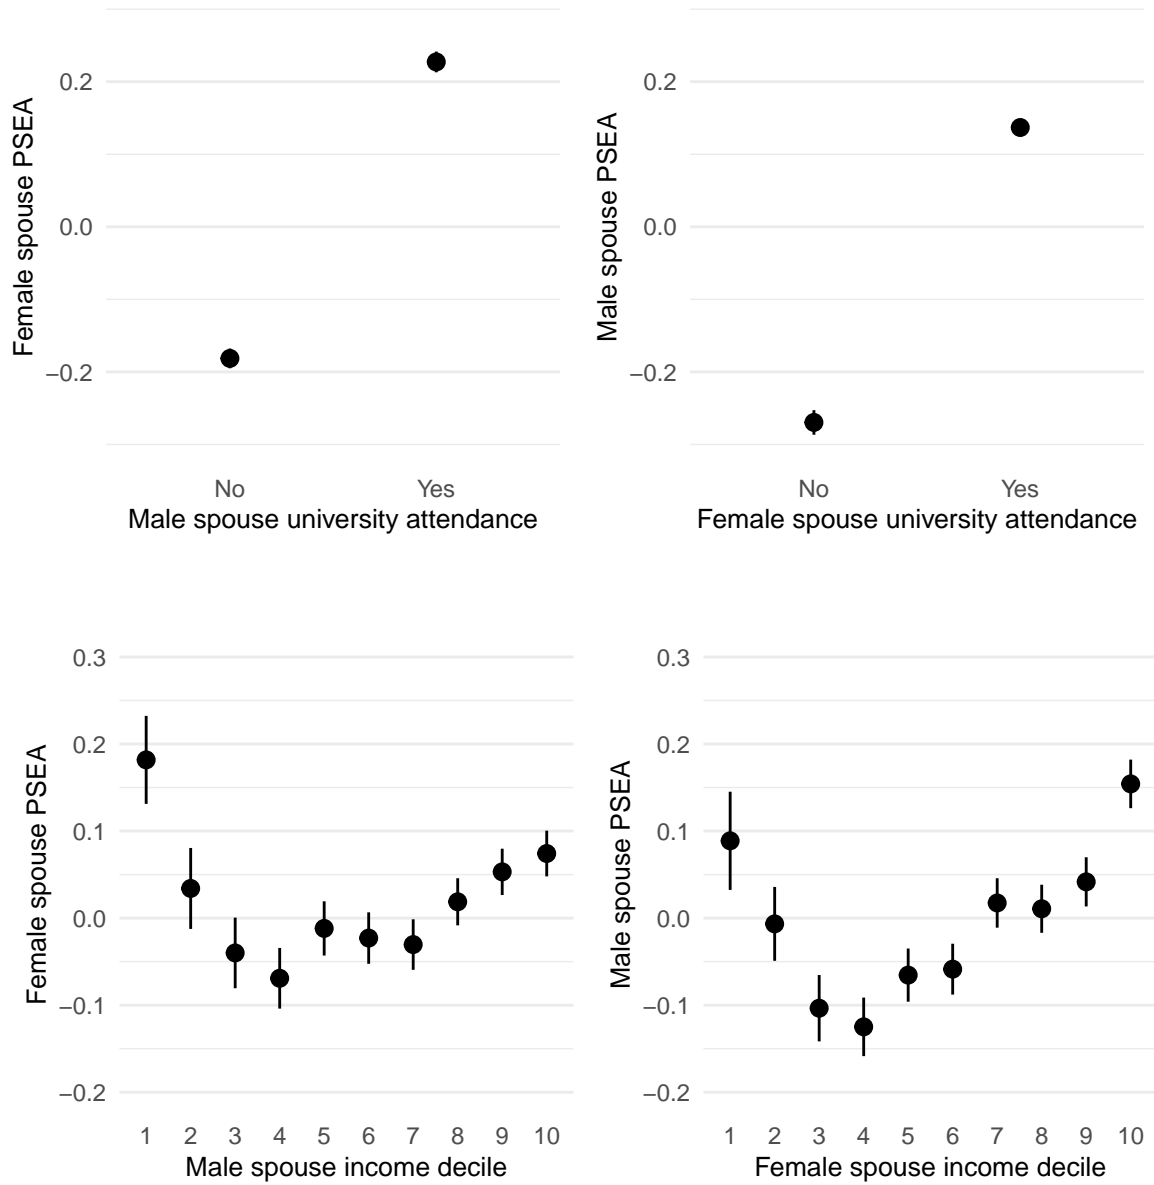 Female spouse PSEA
0.2
0.0
−0.2
No
Yes
Male spouse university attendance
Male spouse PSEA
0.2
0.0
−0.2
No
Yes
Female spouse university attendance
Female spouse PSEA
0.3
0.2
0.1
0.0
−0.1
−0.2
1 2 3 4 5 6 7 8 9 10
Male spouse income decile
Male spouse PSEA
0.3
0.2
0.1
0.0
−0.1
−0.2
1 2 3 4 5 6 7 8 9 10
Female spouse income decile